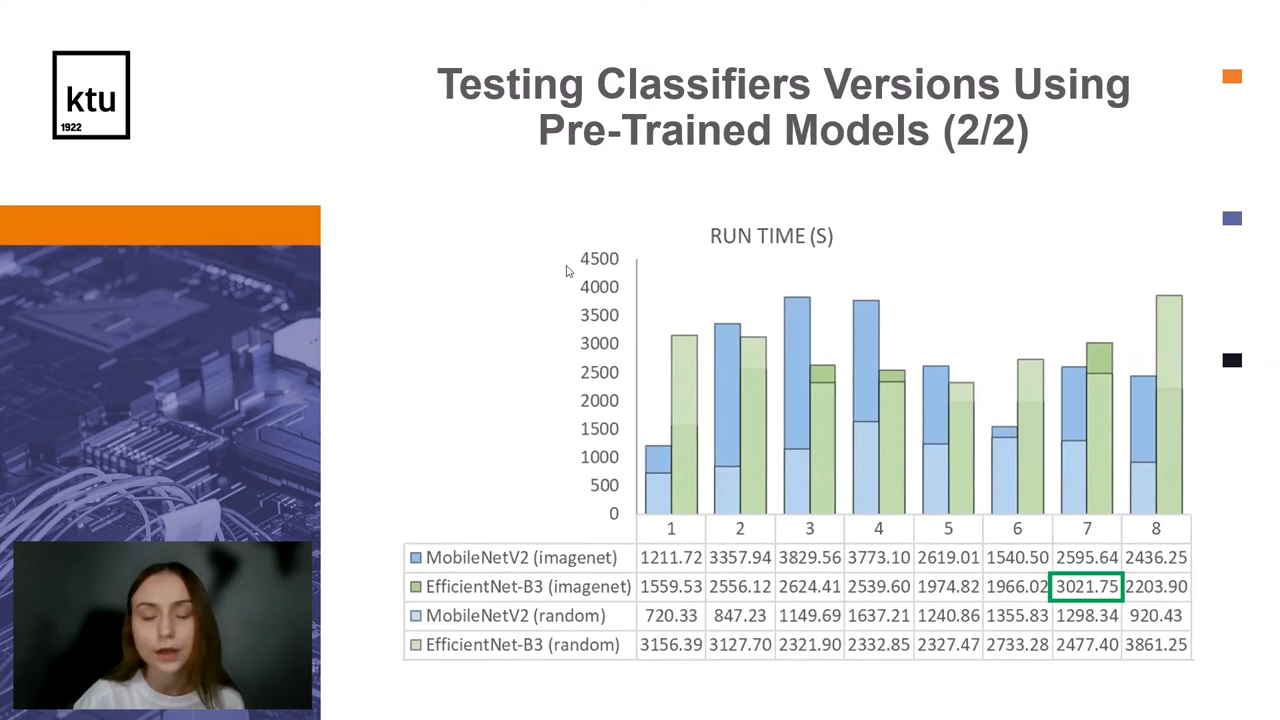 ktu
1922
Testing Classifiers Versions Using
Pre-Trained Models (2/2)
RUN TIME (S)
4500
4000
3500
3000
2500
2000
1500
1000
500
0
1 2 3 4 5 6 7 8
MobileNetV2 (imagenet) 1211.72 3357.94 3829.56 3773.10 2619.01 1540.50 2595.64 2436.25
EfficientNet-B3 (imagenet) 1559.53 2556.12 2624.41 2539.60 1974.82 1966.02 3021.75 2203.90
MobileNetV2 (random) 720.33 847.23 1149.69 1637.21 1240.86 1355.83 1298.34 920.43
EfficientNet-B3 (random) 3156.39 3127.70 2321.90 2332.85 2327.47 2733.28 2477.40 3861.25